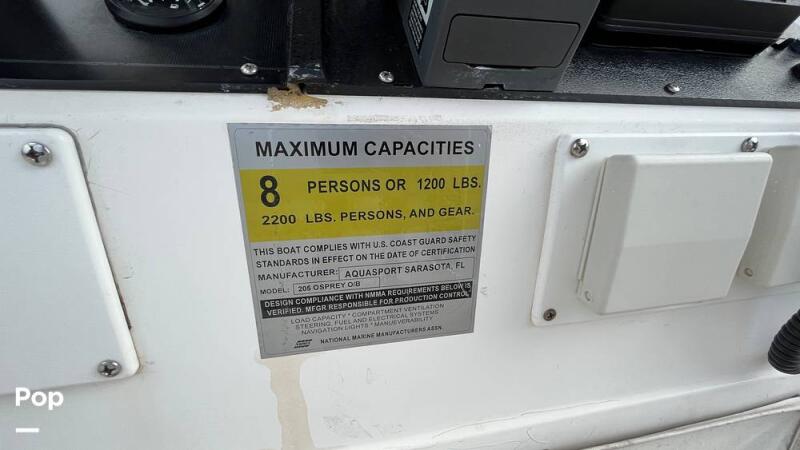 MAXIMUM CAPACITIES
8 PERSONS OR 1200 LBS.
2200 LBS. PERSONS, AND GEAR.
THIS BOAT COMPLIES WITH U.S. COAST GUARD SAFETY
STANDARDS IN EFFECT ON THE DATE OF CERTIFICATION
MANUFACTURER: AQUASPORT SARASOTA, FL
MODEL: 205 OSPREY O/B
DESIGN COMPLIANCE WITH NMMA REQUIREMENTS BELOW IS
VERIFIED. MFGR RESPONSIBLE FOR PRODUCTION CONTROL
LOAD CAPACITY * COMPARTMENT VENTILATION
STEERING, FUEL AND ELECTRICAL SYSTEMS
NAVIGATION LIGHTS * MANUEVERABILITY
NATIONAL MARINE MANUFACTURERS ASSN.
Pop